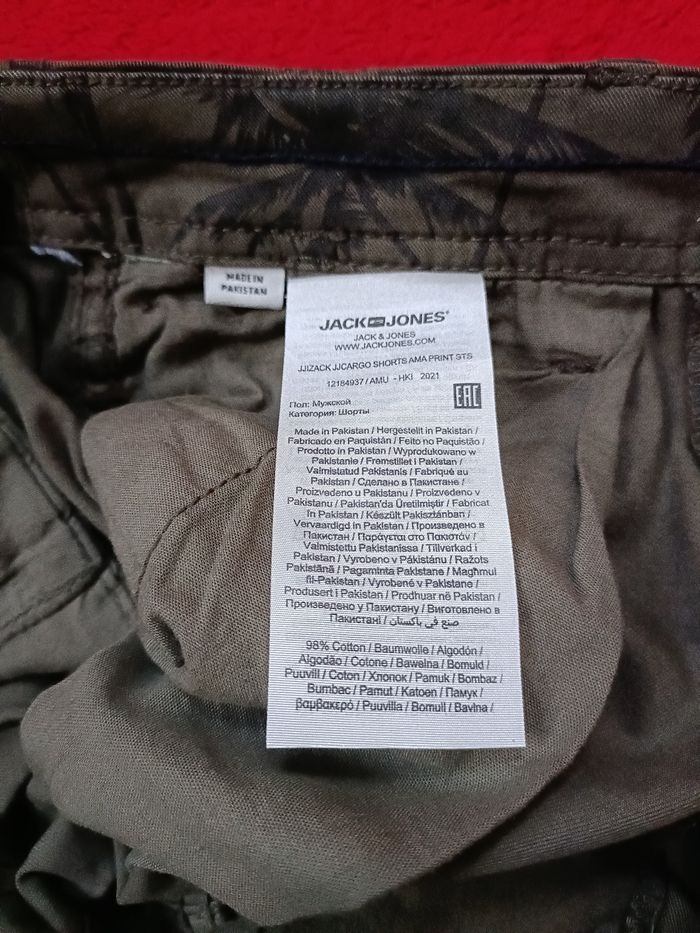 MADE IN
PAKISTAN
JACK JONES
JACK & JONES
WWW.JACKJONES.COM
JJIZACK JJCARGO SHORTS AMA PRINT STS
12184937 / AMU - HKI 2021
EAC
Пол: Мужской
Категория: Шорты
Made in Pakistan / Hergestellt in Pakistan /
Fabricado en Paquistán / Feito no Paquistão /
Prodotto in Pakistan / Wyprodukowano w
Pakistanie / Fremstillet i Pakistan /
Valmistatud Pakistanis / Fabriqué au
Pakistan / Сделано в Пакистане /
Proizvedeno u Pakistanu / Proizvedeno v
Pakistanu / Pakistan'da Üretilmiştir / Fabricat
în Pakistan / Készült Pakisztánban /
Vervaardigd in Pakistan / Произведено в
Пакистан / Παράγεται στο Πακιστάν /
Valmistettu Pakistanissa / Tillverkad i
Pakistan / Vyrobeno v Pákistánu / Ražots
Pakistānā / Pagaminta Pakistane / Magħmul
fil-Pakistan / Vyrobené v Pakistane /
Produsert i Pakistan / Prodhuar në Pakistan /
Произведено у Пакистану / Виготовлено в
Пакистані / صنع في باكستان
98% Cotton / Baumwolle / Algodón /
Algodão / Cotone / Bawełna / Bomuld /
Puuvill / Coton / Хлопок / Pamuk / Bombaz /
Bumbac / Pamut / Katoen / Памук /
βαμβακερό / Puuvilla / Bomull / Bavlna /